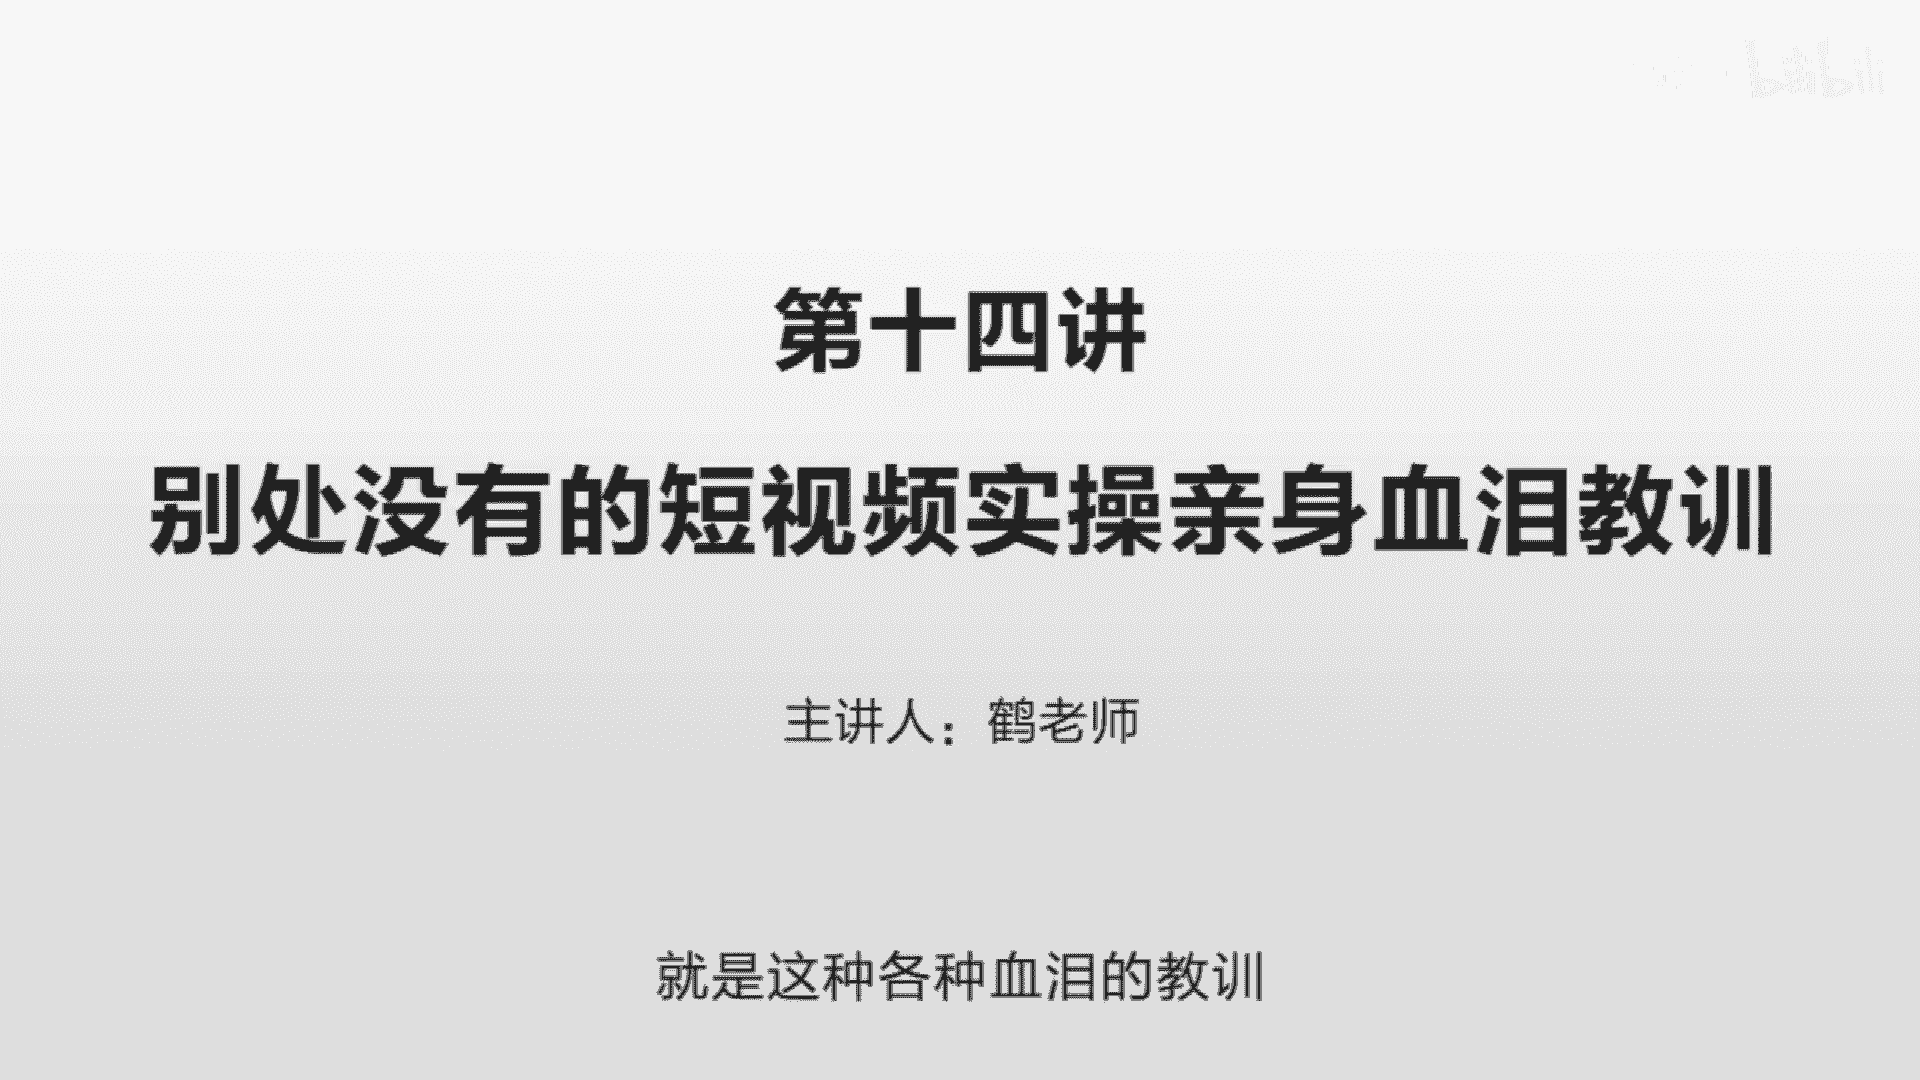 bilibili
第十四讲
别处没有的短视频实操亲身血泪教训
主讲人：鹤老师
就是这种各种血泪的教训